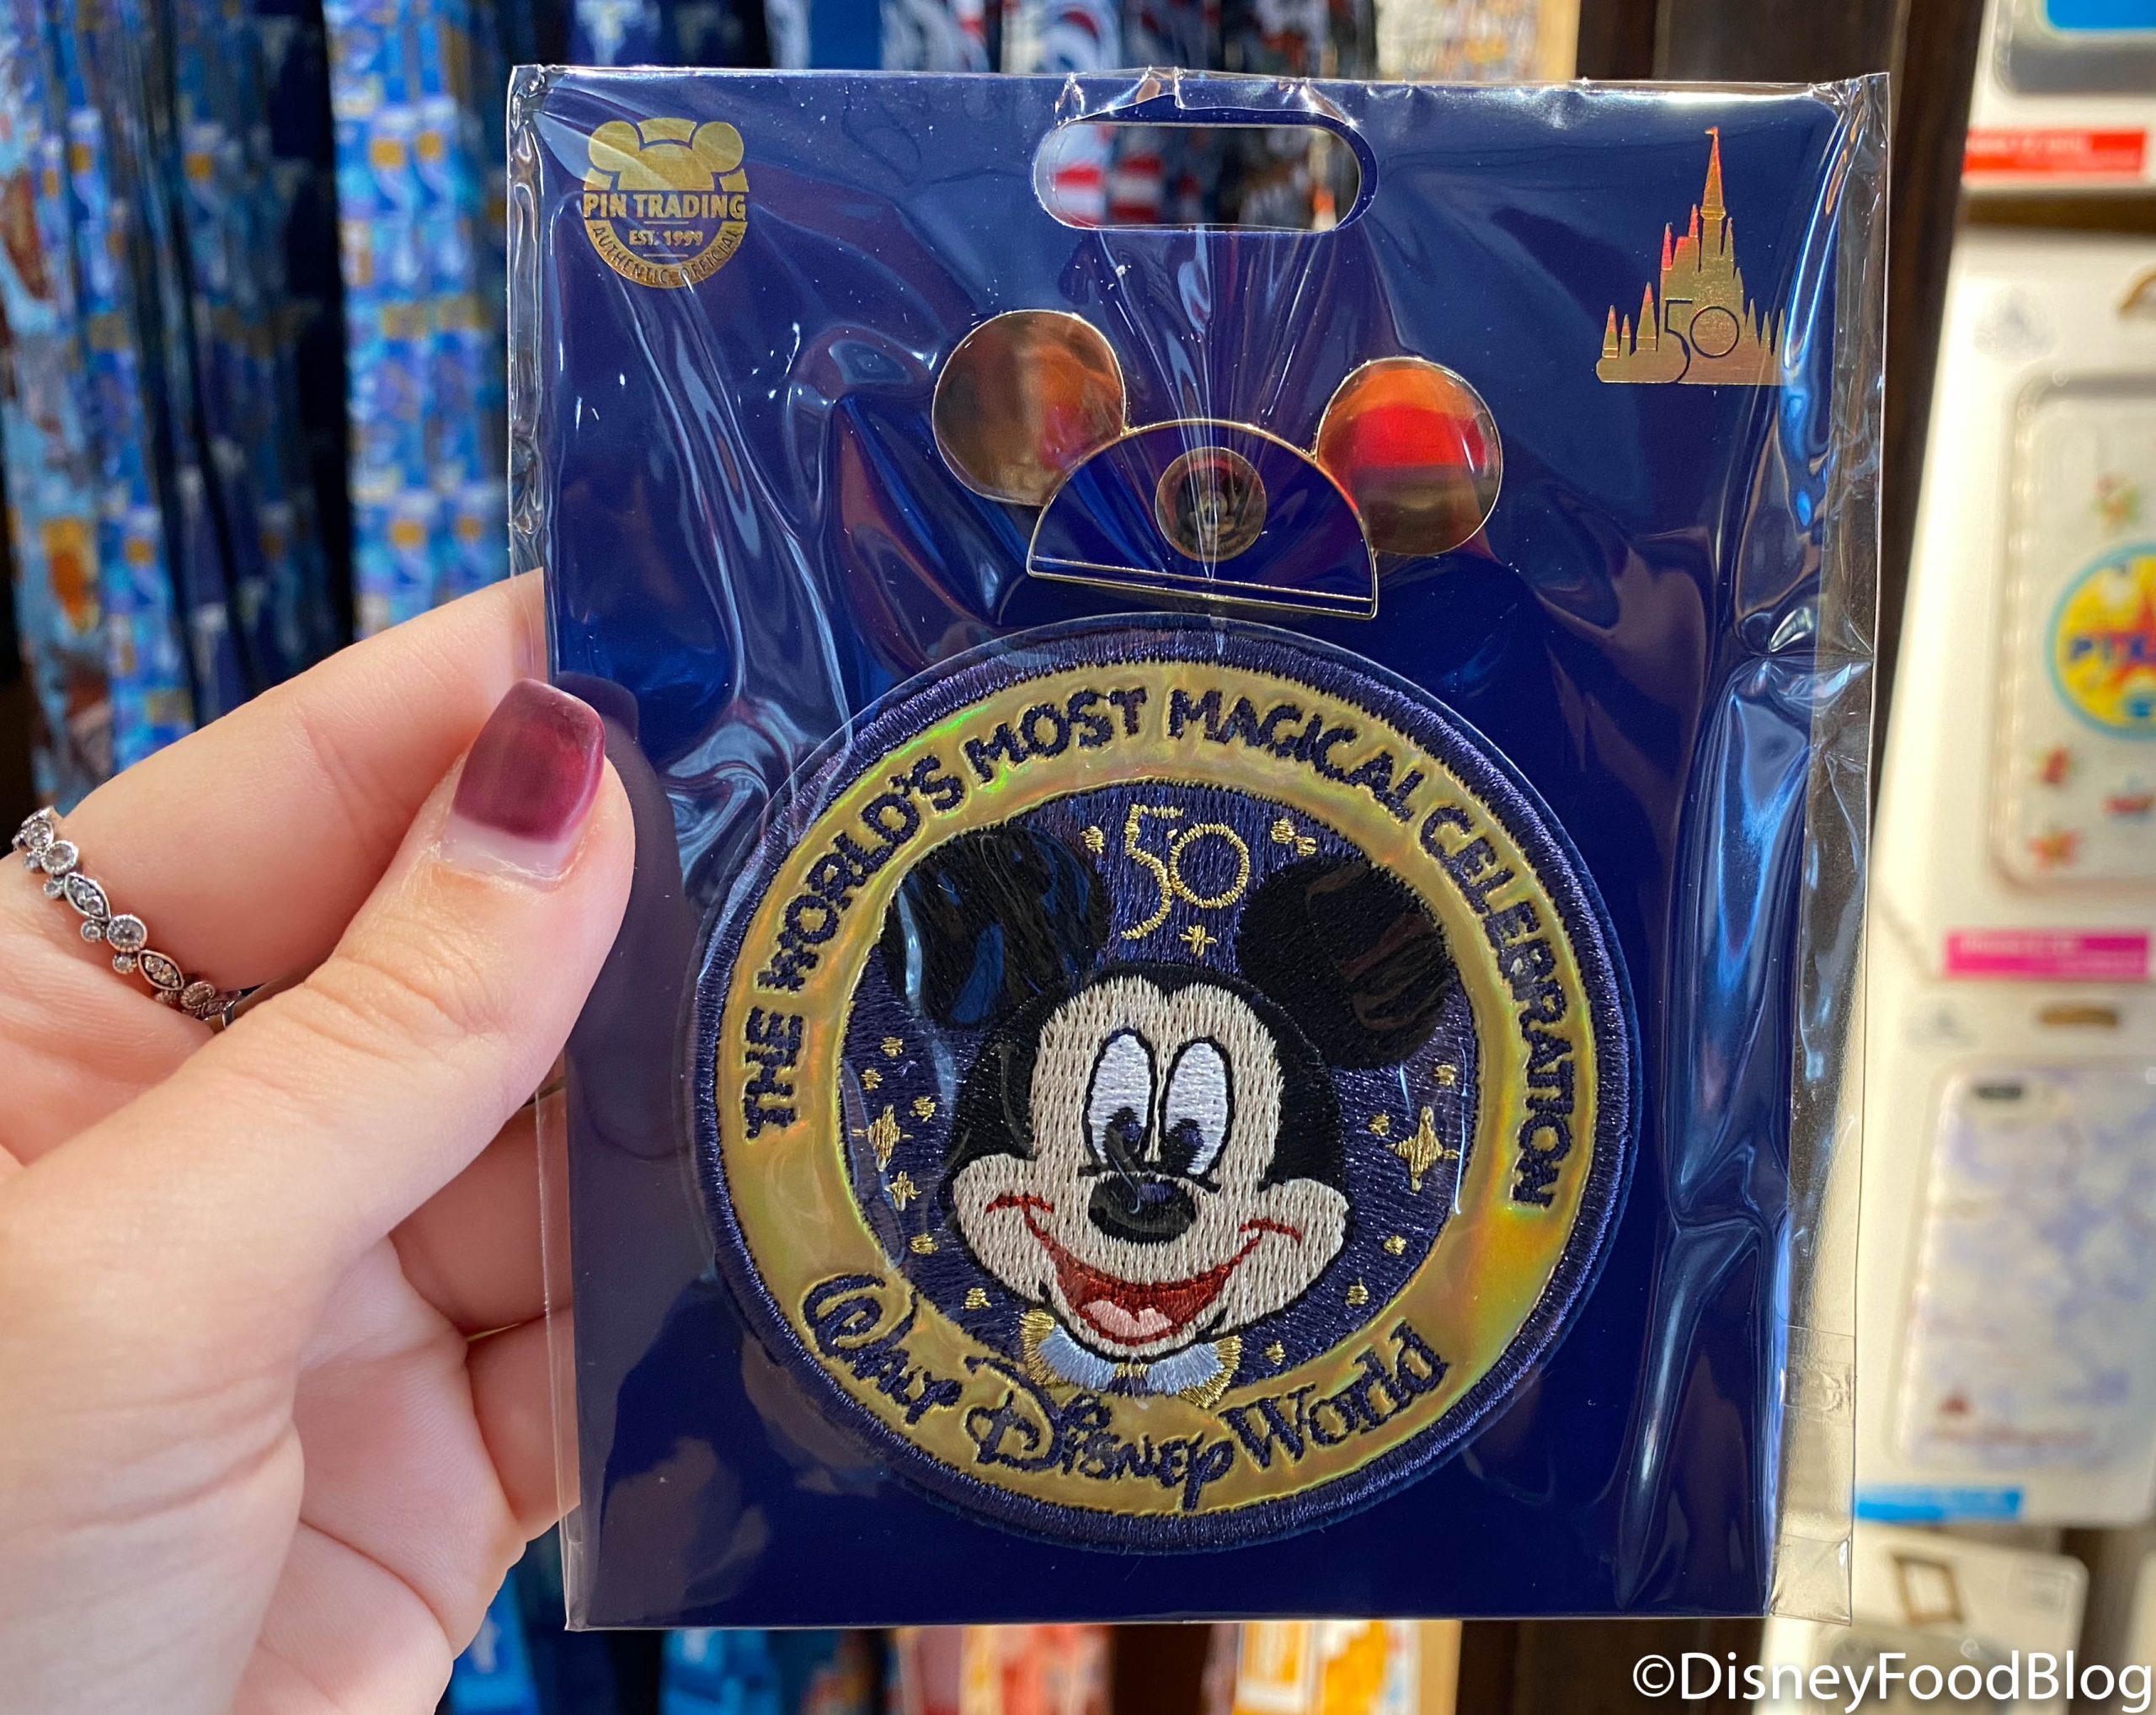 PIN TRADING
EST. 1999
AUTHENTIC OFFICIAL
50
THE WORLD'S MOST MAGICAL CELEBRATION
50
WALT DISNEY World
©DisneyFoodBlog